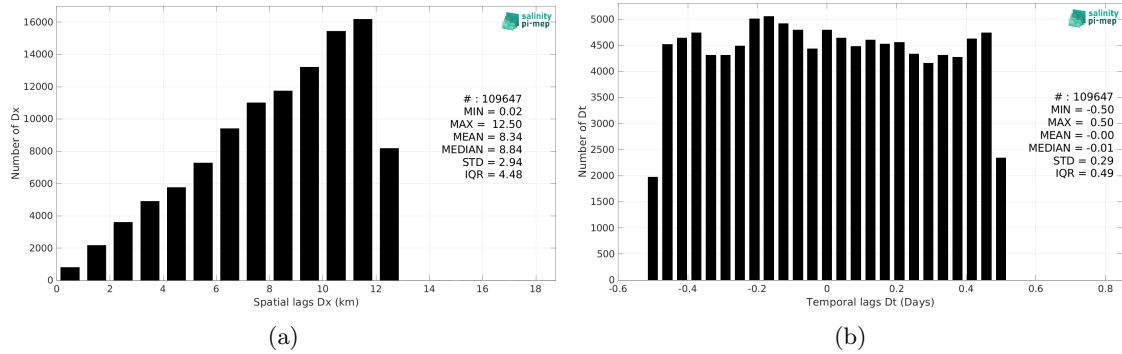 16000
14000
12000
10000
8000
6000
4000
2000
0
Number of Dx
0 2 4 6 8 10 12 14 16 18
Spatial lags Dx (km)
salinity
pi-mep
# : 109647
MIN = 0.02
MAX = 12.50
MEAN = 8.34
MEDIAN = 8.84
STD = 2.94
IQR = 4.48
(a)
5000
4500
4000
3500
3000
2500
2000
1500
1000
500
0
Number of Dt
-0.6 -0.4 -0.2 0 0.2 0.4 0.6 0.8
Temporal lags Dt (Days)
salinity
pi-mep
# : 109647
MIN = -0.50
MAX = 0.50
MEAN = -0.00
MEDIAN = -0.01
STD = 0.29
IQR = 0.49
(b)